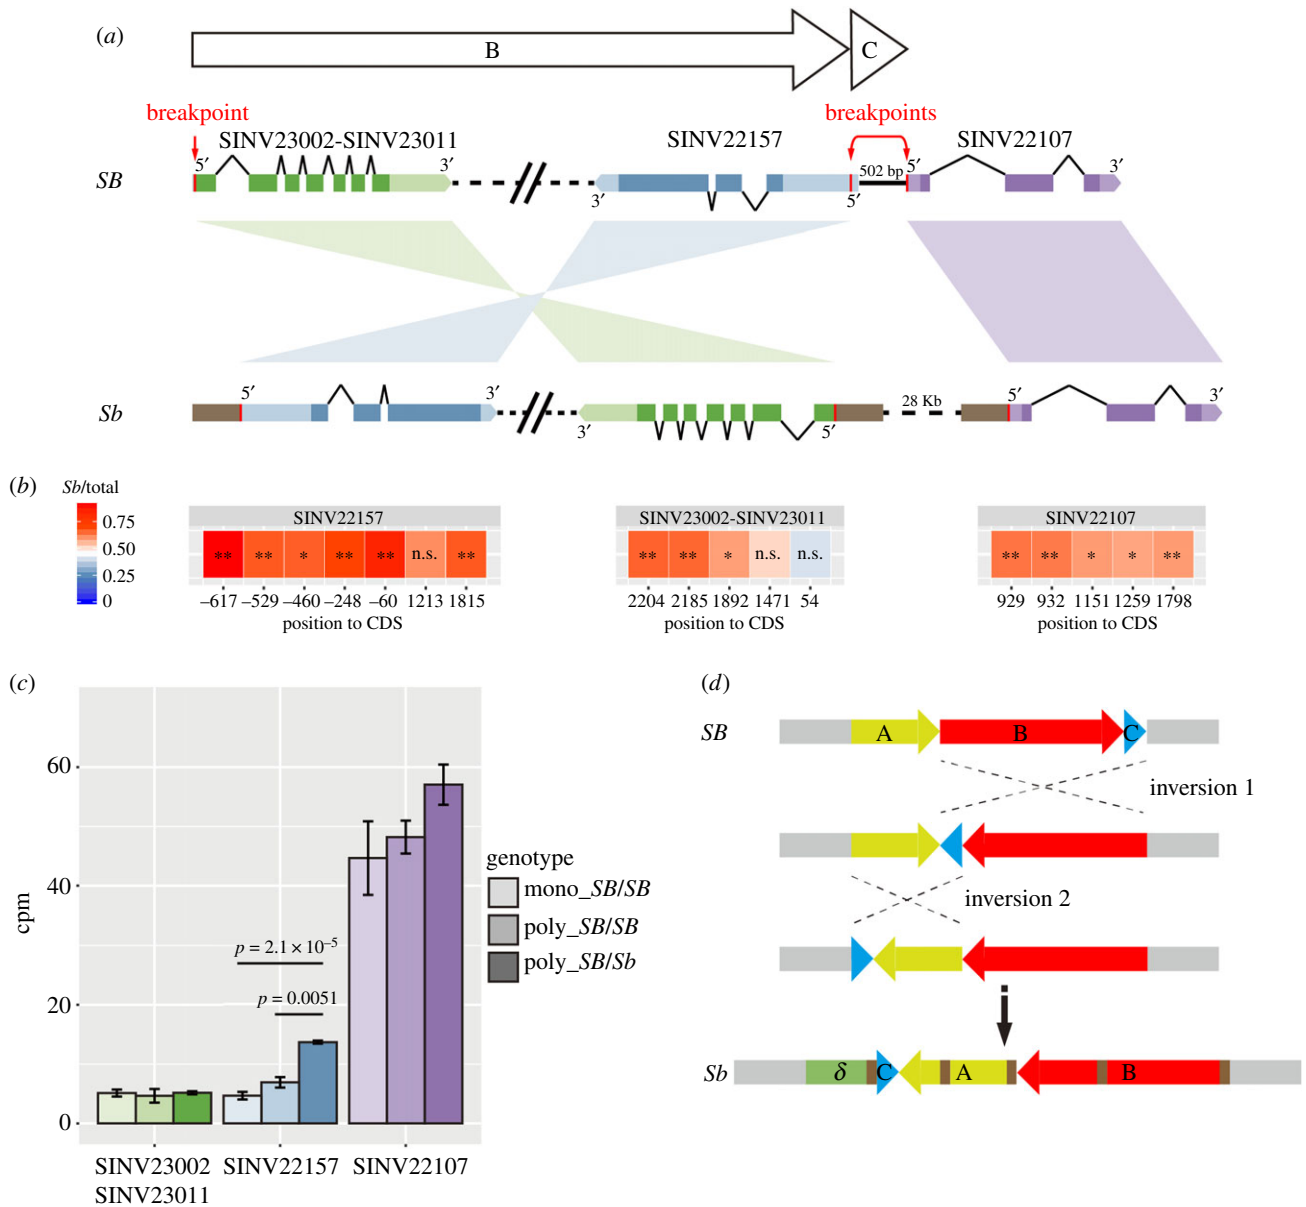 (a)
B
C
breakpoint
breakpoints
SINV23002-SINV23011
SINV22157
SINV22107
SB
5′
3′
3′
5′
502 bp
5′
3′
Sb
5′
3′
3′
5′
28 Kb
5′
3′
(b)
Sb/total
0.75
0.50
0.25
0
SINV22157
** ** * ** ** n.s. **
–617 –529 –460 –248 –60 1213 1815
position to CDS
SINV23002-SINV23011
** ** * n.s. n.s.
2204 2185 1892 1471 54
position to CDS
SINV22107
** ** * * **
929 932 1151 1259 1798
position to CDS
(c)
cpm
60
40
20
0
p = 2.1 × 10–5
p = 0.0051
SINV23002
SINV23011
SINV22157
SINV22107
genotype
mono_SB/SB
poly_SB/SB
poly_SB/Sb
(d)
SB
A
B
C
inversion 1
inversion 2
Sb
δ
C
A
B